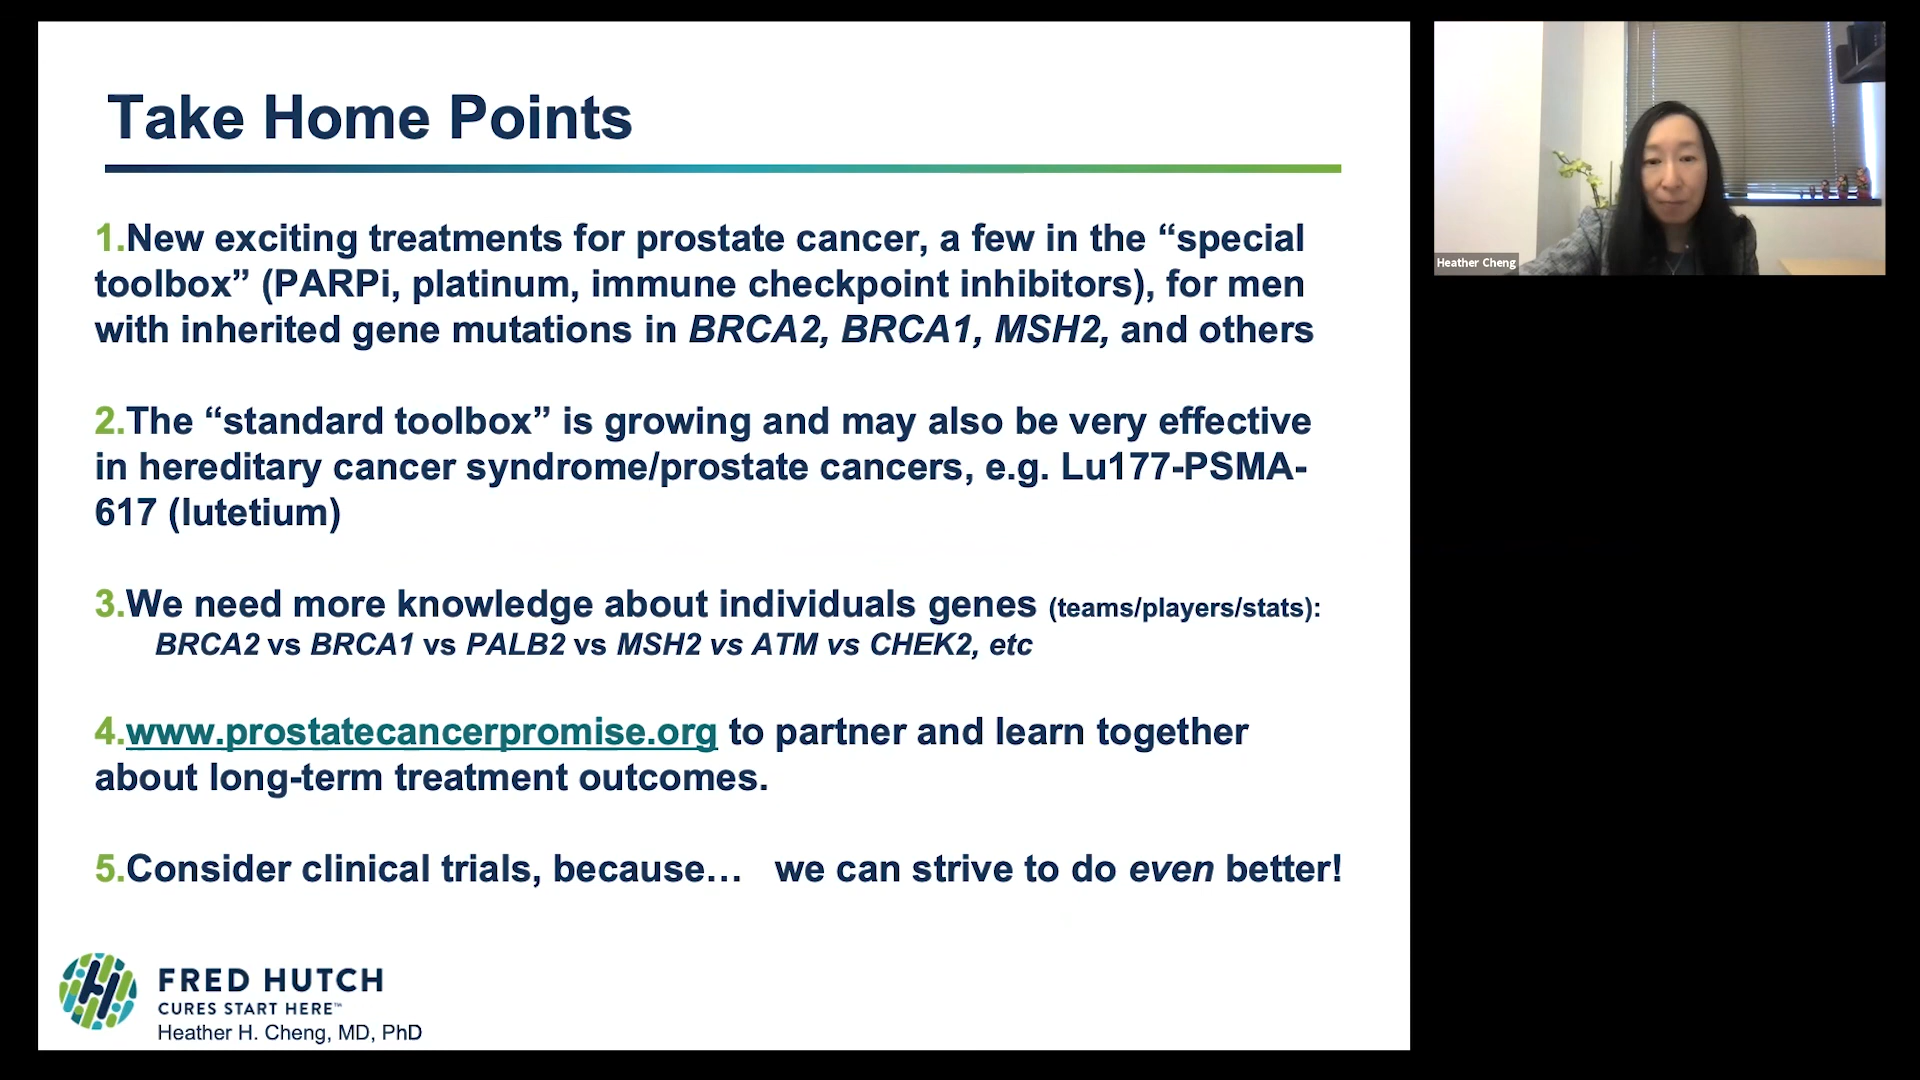 Take Home Points
1.New exciting treatments for prostate cancer, a few in the “special
toolbox” (PARPi, platinum, immune checkpoint inhibitors), for men
with inherited gene mutations in BRCA2, BRCA1, MSH2, and others
2.The “standard toolbox” is growing and may also be very effective
in hereditary cancer syndrome/prostate cancers, e.g. Lu177-PSMA-
617 (lutetium)
3.We need more knowledge about individuals genes (teams/players/stats):
BRCA2 vs BRCA1 vs PALB2 vs MSH2 vs ATM vs CHEK2, etc
4.www.prostatecancerpromise.org to partner and learn together
about long-term treatment outcomes.
5.Consider clinical trials, because… we can strive to do even better!
FRED HUTCH
CURES START HERE™
Heather H. Cheng, MD, PhD
Heather Cheng